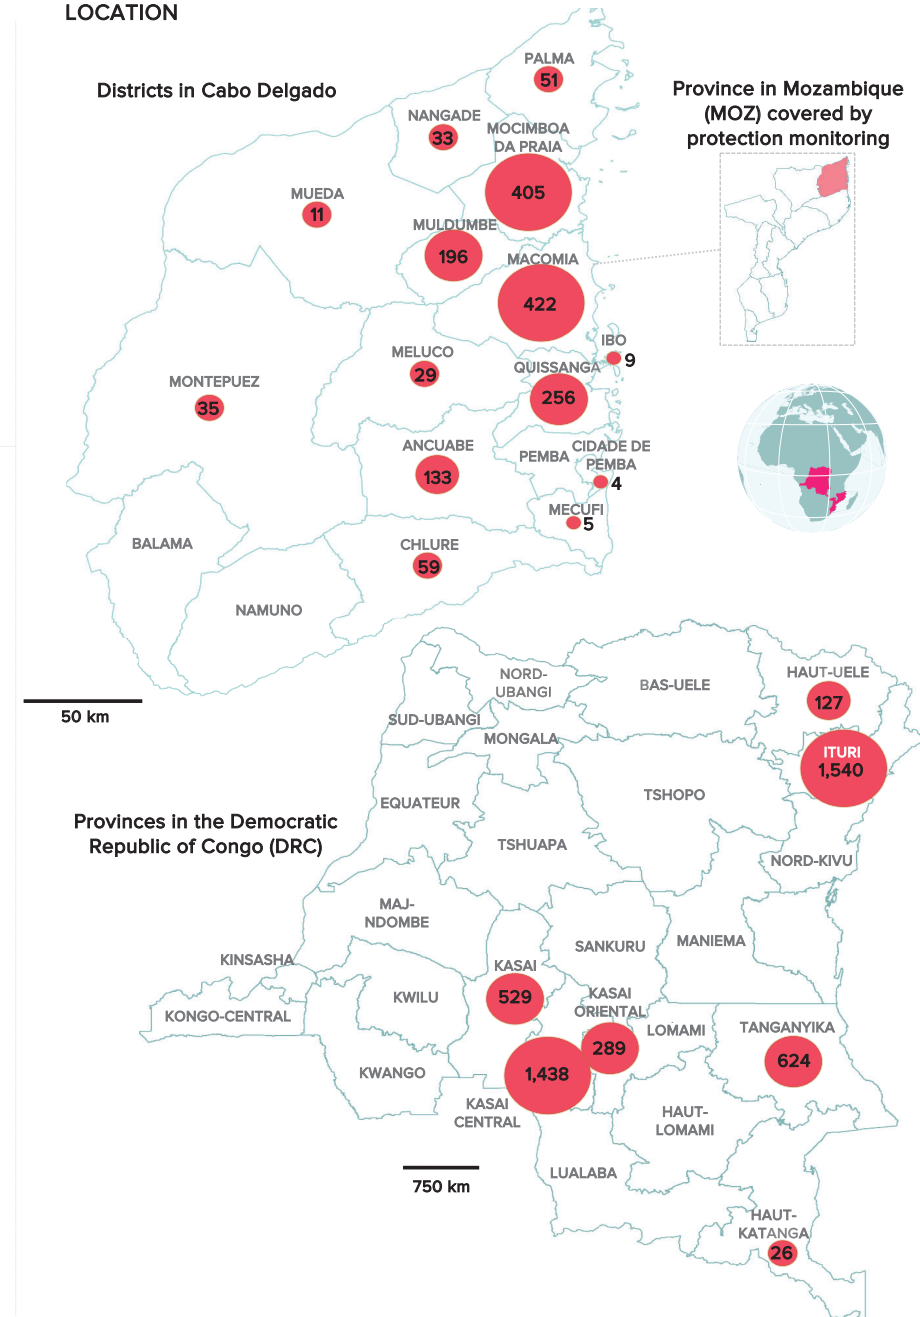 LOCATION
Districts in Cabo Delgado
PALMA
51
NANGADE
33
MOCIMBOA
DA PRAIA
405
MUEDA
11
MULDUMBE
196
MACOMIA
422
IBO
9
MELUCO
29
QUISSANGA
256
MONTEPUEZ
35
ANCUABE
133
PEMBA
CIDADE DE
PEMBA
4
MECUFI
5
BALAMA
CHLURE
59
NAMUNO
50 km
Province in Mozambique
(MOZ) covered by
protection monitoring
Provinces in the Democratic
Republic of Congo (DRC)
NORD-
UBANGI
BAS-UELE
HAUT-UELE
127
SUD-UBANGI
MONGALA
ITURI
1,540
EQUATEUR
TSHOPO
TSHUAPA
NORD-KIVU
MAJ-
NDOMBE
SANKURU
MANIEMA
KINSASHA
KASAI
529
KWILU
KASAI
ORIENTAL
289
KONGO-CENTRAL
LOMAMI
TANGANYIKA
624
KWANGO
1,438
KASAI
CENTRAL
HAUT-
LOMAMI
LUALABA
750 km
HAUT-
KATANGA
26